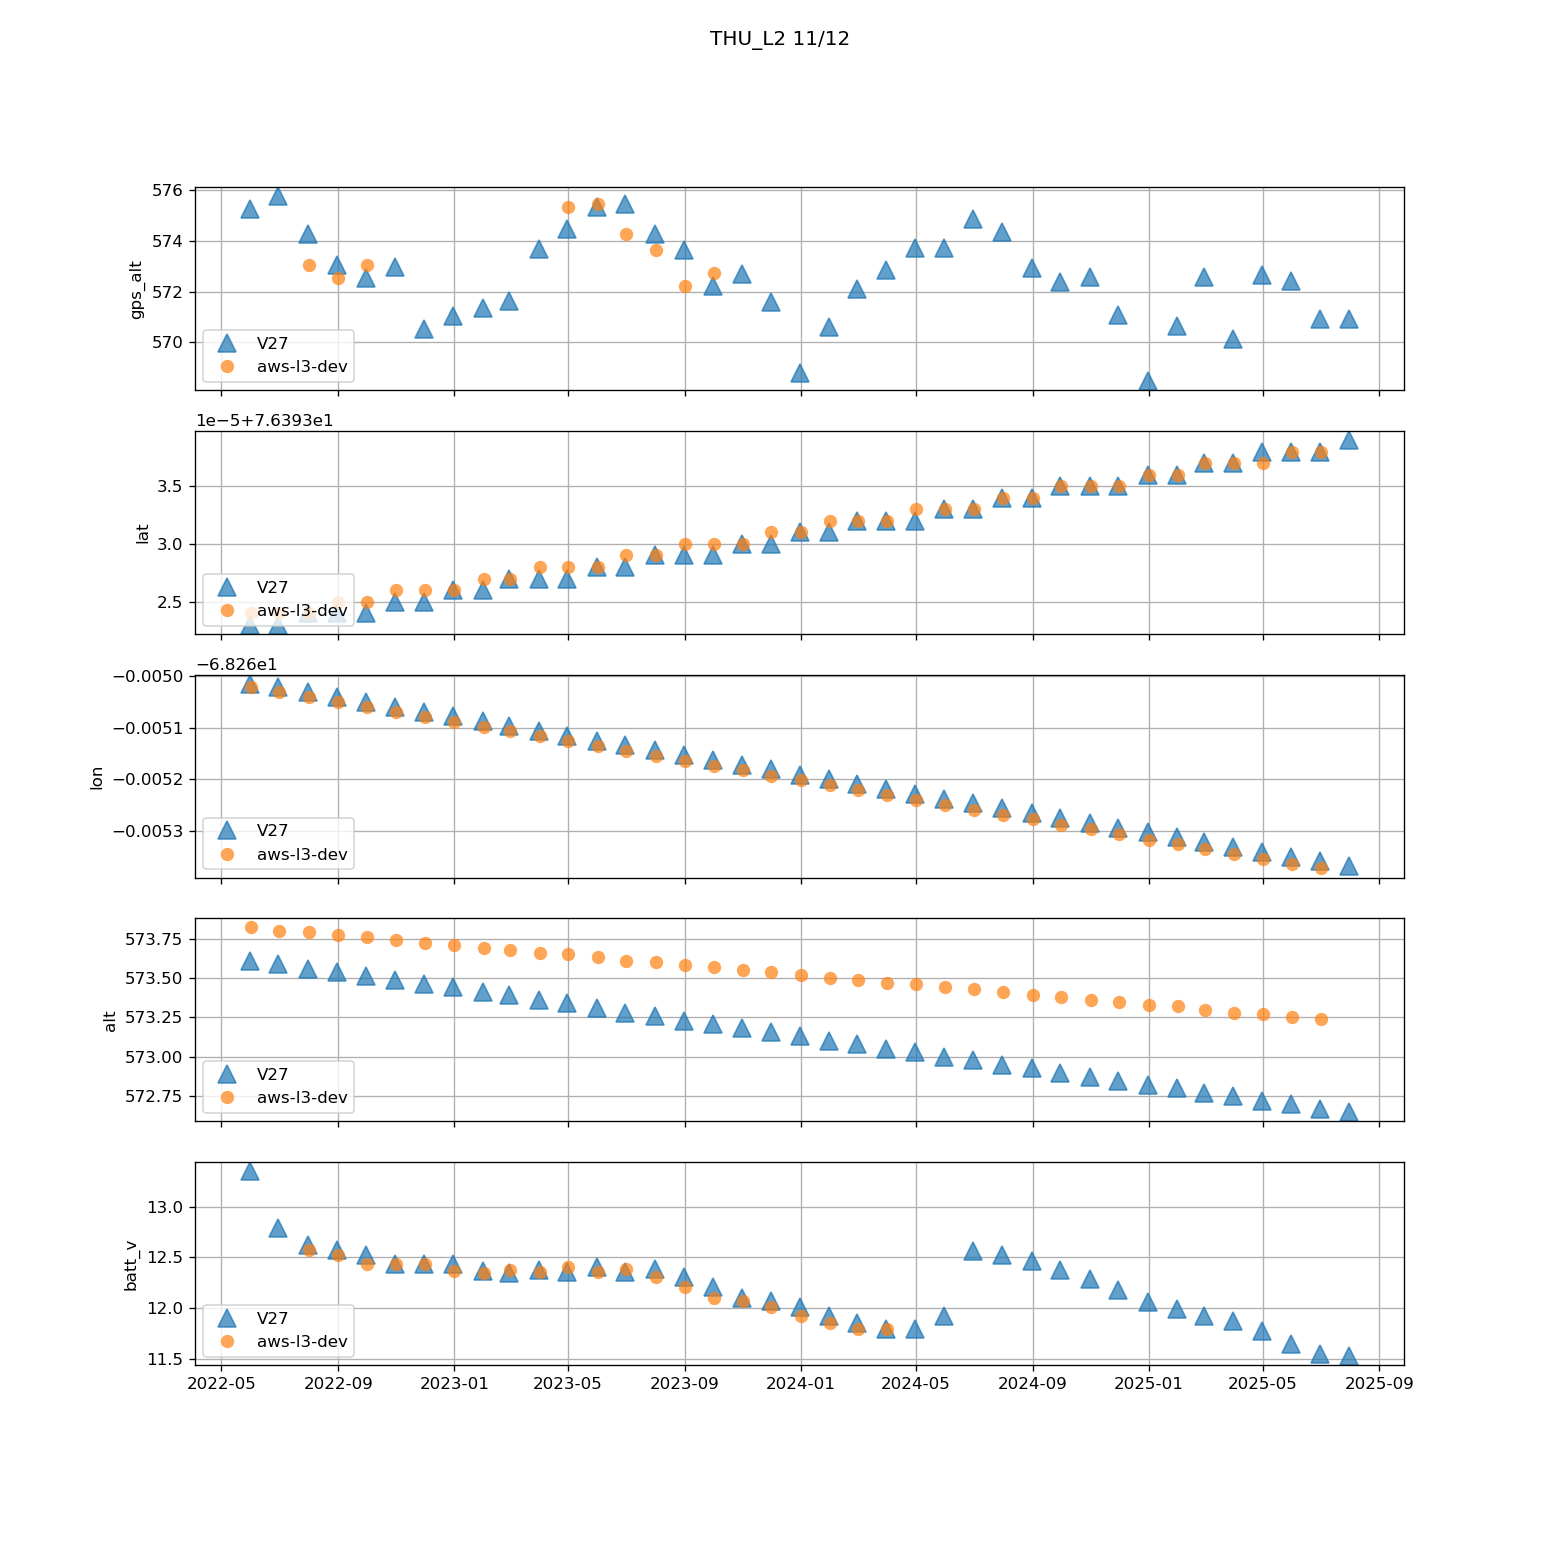 THU_L2 11/12
576
574
572
570
gps_alt
V27
aws-l3-dev
1e−5+7.6393e1
3.5
3.0
2.5
lat
V27
aws-l3-dev
−6.826e1
−0.0050
−0.0051
−0.0052
−0.0053
lon
V27
aws-l3-dev
573.75
573.50
573.25
573.00
572.75
alt
V27
aws-l3-dev
13.0
12.5
12.0
11.5
batt_v
V27
aws-l3-dev
2022-05 2022-09 2023-01 2023-05 2023-09 2024-01 2024-05 2024-09 2025-01 2025-05 2025-09